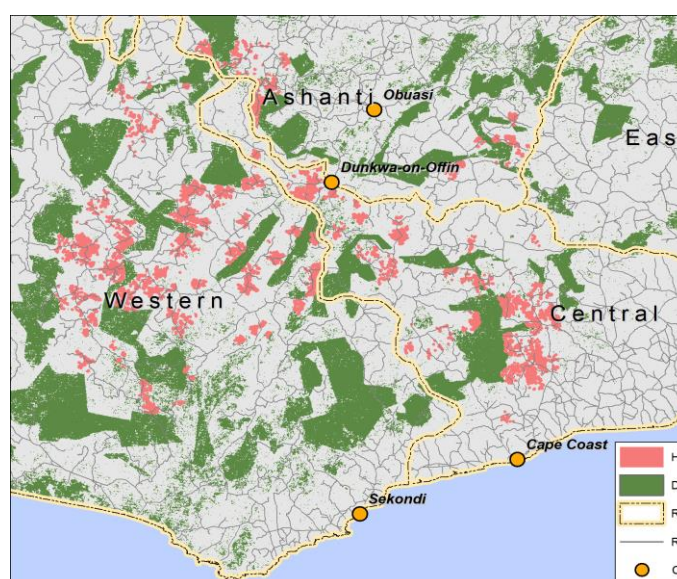 Ashanti
Obuasi
Eas
Dunkwa-on-Offin
Western
Central
Cape Coast
Sekondi
H
D
R
R
C